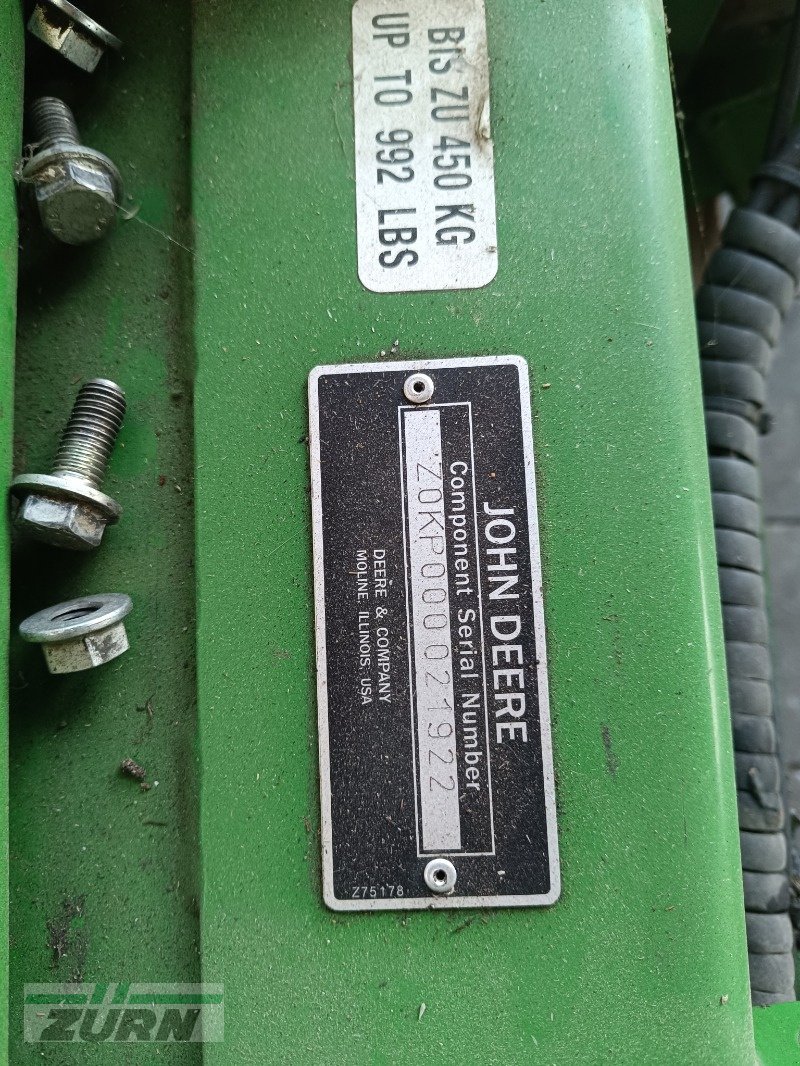 BIS ZU 450 KG
UP TO 992 LBS
JOHN DEERE
Component Serial Number
Z0KP000021922
DEERE & COMPANY
MOLINE, ILLINOIS, USA
Z75178
ZÜRN